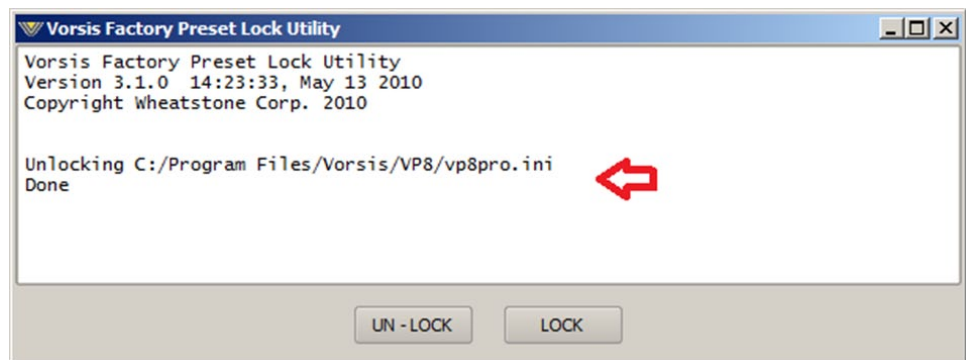 Vorsis Factory Preset Lock Utility
Vorsis Factory Preset Lock Utility
Version 3.1.0  14:23:33, May 13 2010
Copyright Wheatstone Corp. 2010
Unlocking C:/Program Files/Vorsis/VP8/vp8pro.ini
Done
UN - LOCK LOCK